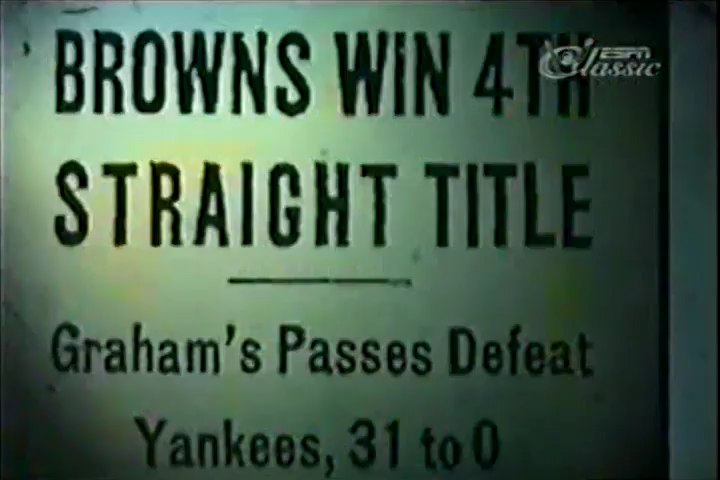 BROWNS WIN 4TH
STRAIGHT TITLE
Graham's Passes Defeat
Yankees, 31 to 0
ESPN Classic